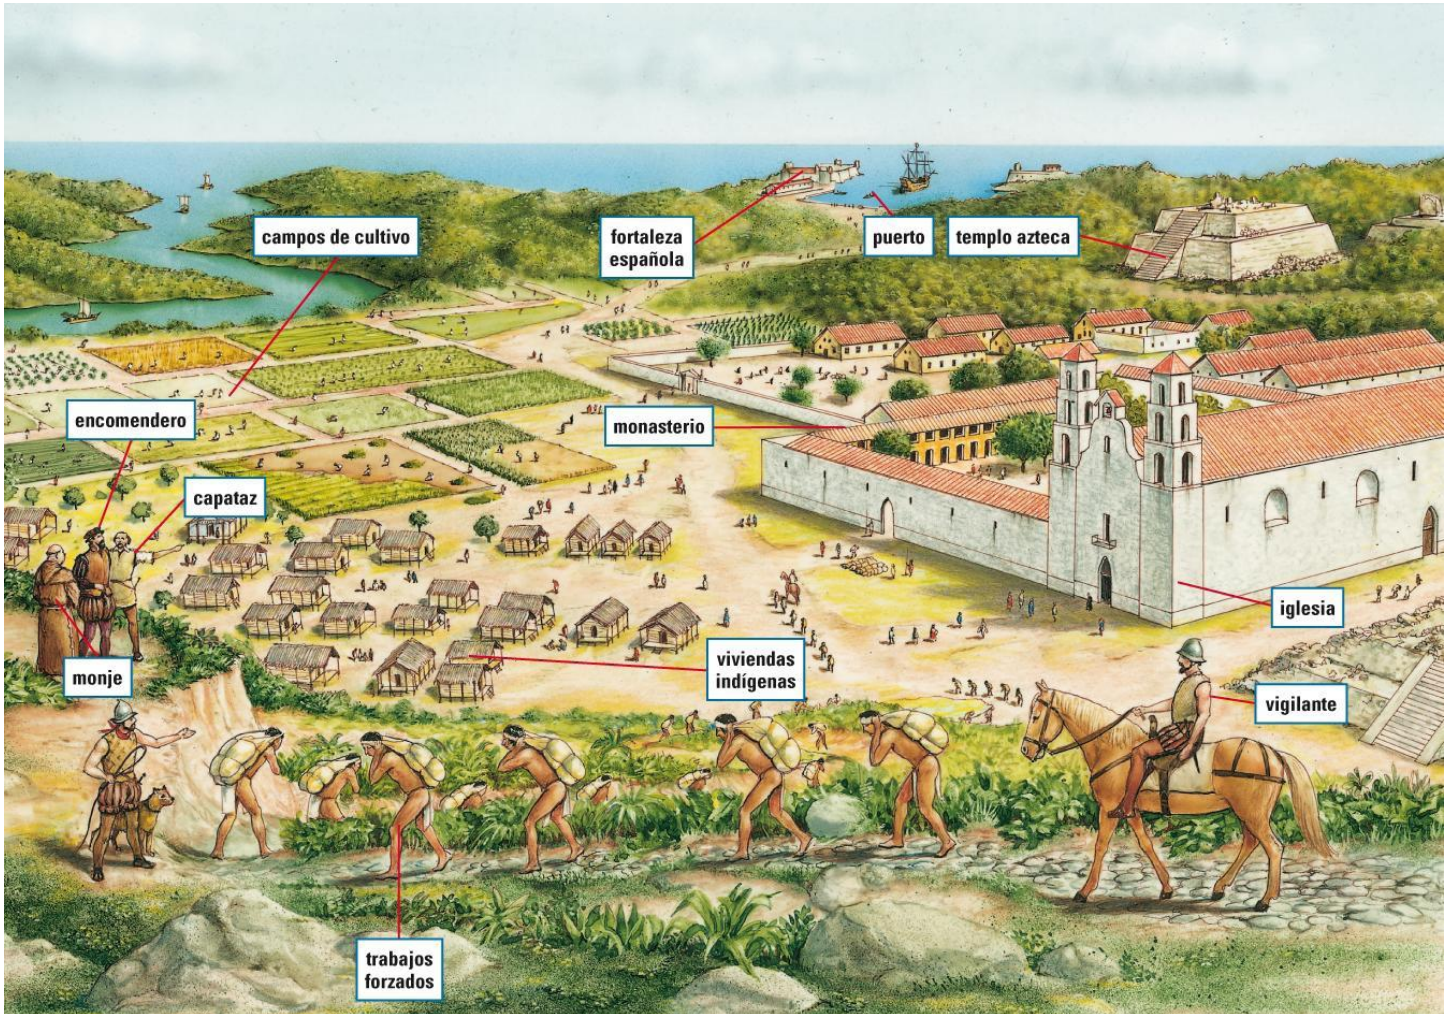 campos de cultivo
fortaleza
española
puerto
templo azteca
encomendero
monasterio
capataz
iglesia
viviendas
indígenas
monje
vigilante
trabajos
forzados